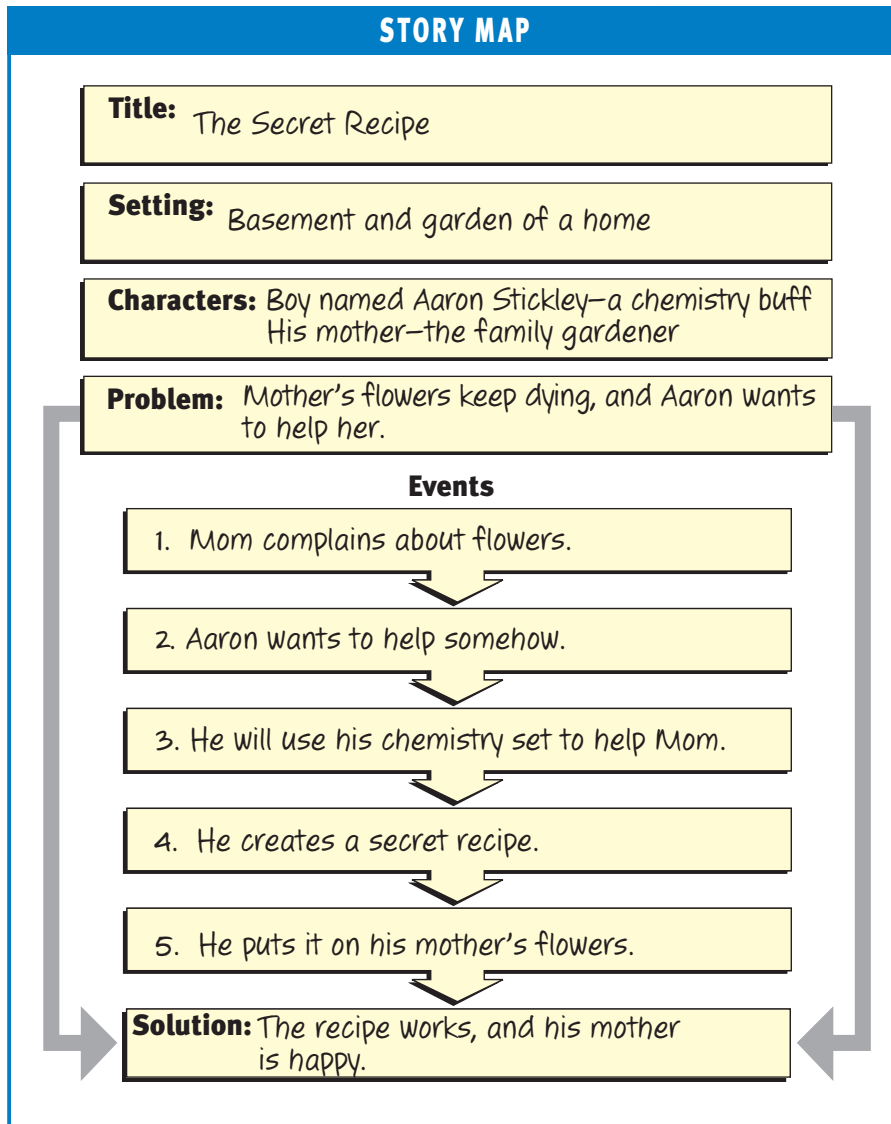 STORY MAP
Title: The Secret Recipe
Setting: Basement and garden of a home
Characters: Boy named Aaron Stickley–a chemistry buff
His mother–the family gardener
Problem: Mother's flowers keep dying, and Aaron wants
to help her.
Events
1. Mom complains about flowers.
2. Aaron wants to help somehow.
3. He will use his chemistry set to help Mom.
4. He creates a secret recipe.
5. He puts it on his mother's flowers.
Solution: The recipe works, and his mother
is happy.